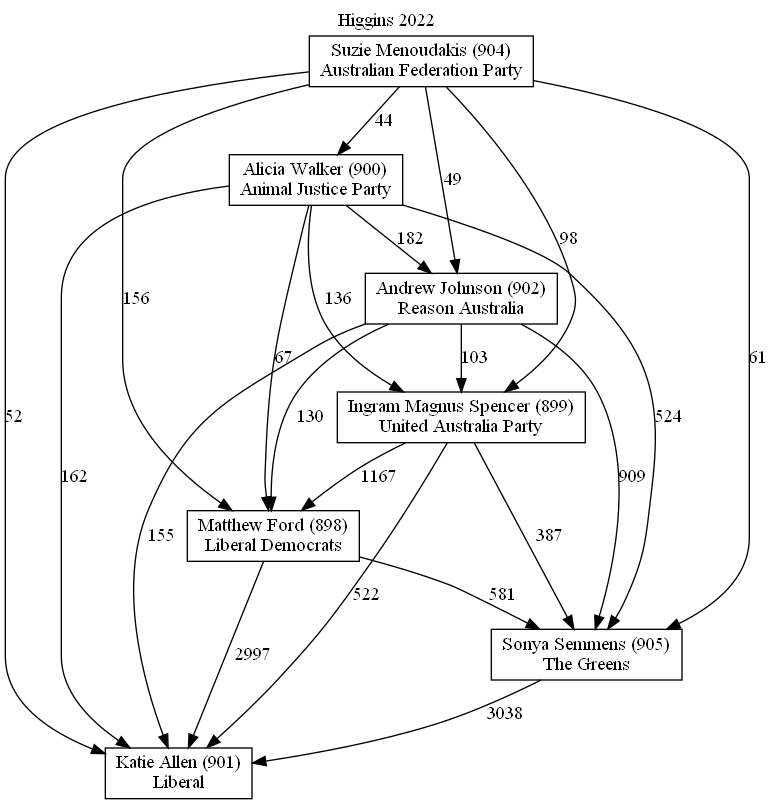 Higgins 2022
Suzie Menoudakis (904)
Australian Federation Party
44
Alicia Walker (900)
Animal Justice Party
49
182
98
Andrew Johnson (902)
Reason Australia
156
136
67
103
61
Ingram Magnus Spencer (899)
United Australia Party
52
130
524
162
1167
909
Matthew Ford (898)
Liberal Democrats
155
387
522
581
Sonya Semmens (905)
The Greens
2997
3038
Katie Allen (901)
Liberal